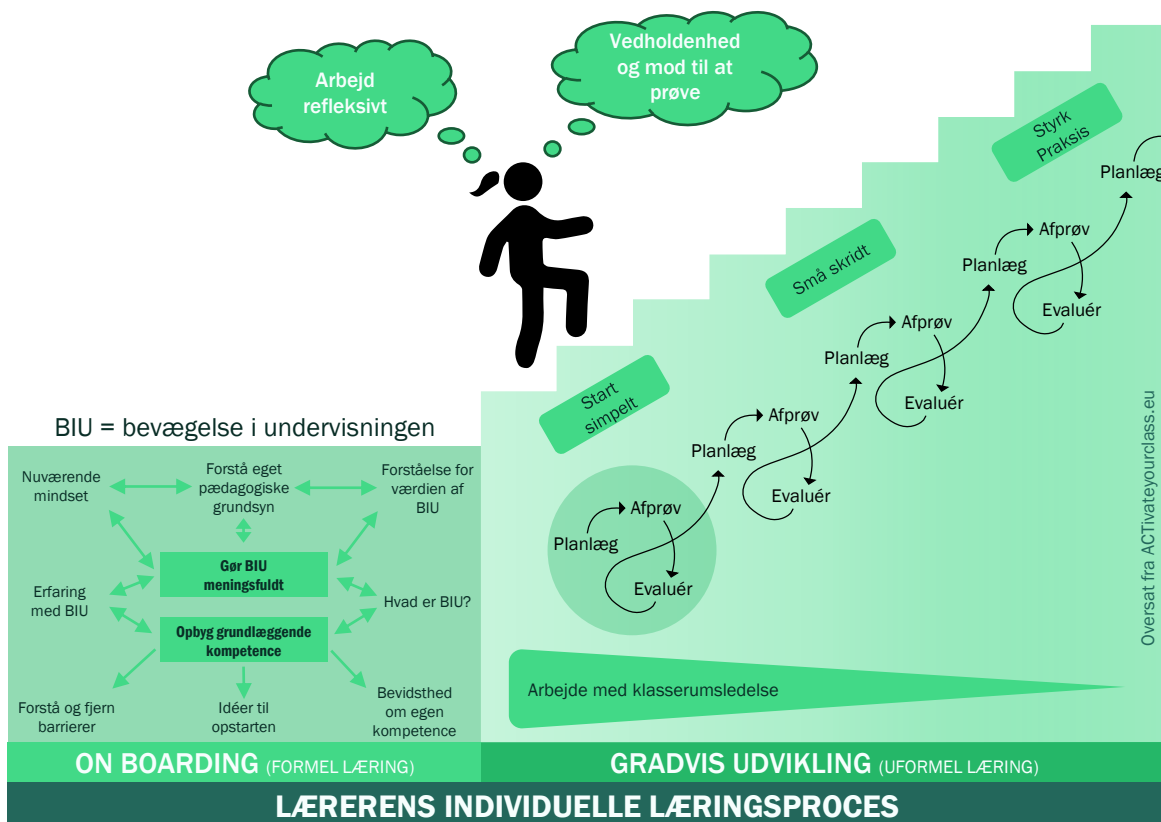 Arbejd
refleksivt
Vedholdenhed
og mod til at
prøve
Styrk
Praksis
Små skridt
Start
simpelt
Planlæg
Afprøv
Evaluér
Planlæg
Afprøv
Evaluér
Planlæg
Afprøv
Evaluér
Planlæg
Afprøv
Evaluér
Planlæg
BIU = bevægelse i undervisningen
Nuværende
mindset
Forstå eget
pædagogiske
grundsyn
Forståelse for
værdien af
BIU
Gør BIU
meningsfuldt
Erfaring
med BIU
Hvad er BIU?
Opbyg grundlæggende
kompetence
Forstå og fjern
barrierer
Idéer til
opstarten
Bevidsthed
om egen
kompetence
Arbejde med klasserumsledelse
Oversat fra ACTivateyourclass.eu
ON BOARDING (FORMEL LÆRING)
GRADVIS UDVIKLING (UFORMEL LÆRING)
LÆRERENS INDIVIDUELLE LÆRINGSPROCES